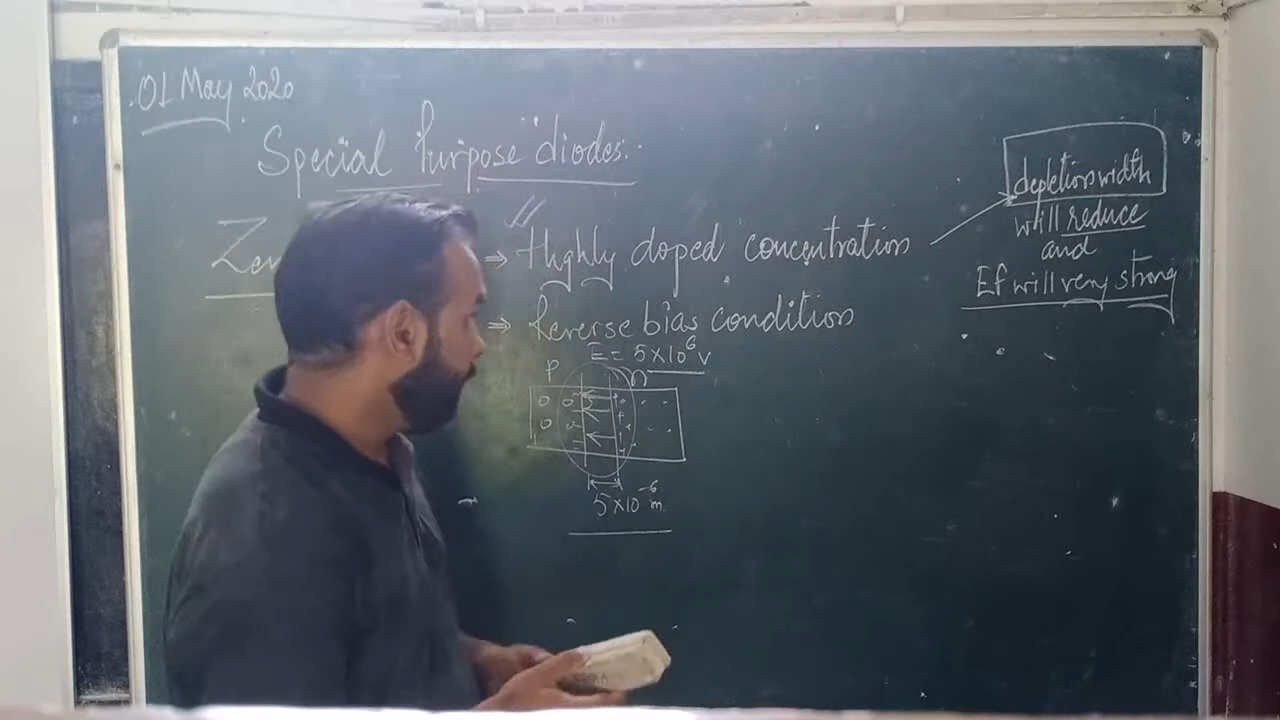 01 May 2020
Special Purpose diodes:
Zen
⇒ Highly doped concentration
depletion width
will reduce
and
Ef will very strong
⇒ Reverse bias condition
E = 5×10⁶ v
P
n
5×10⁻⁶ m